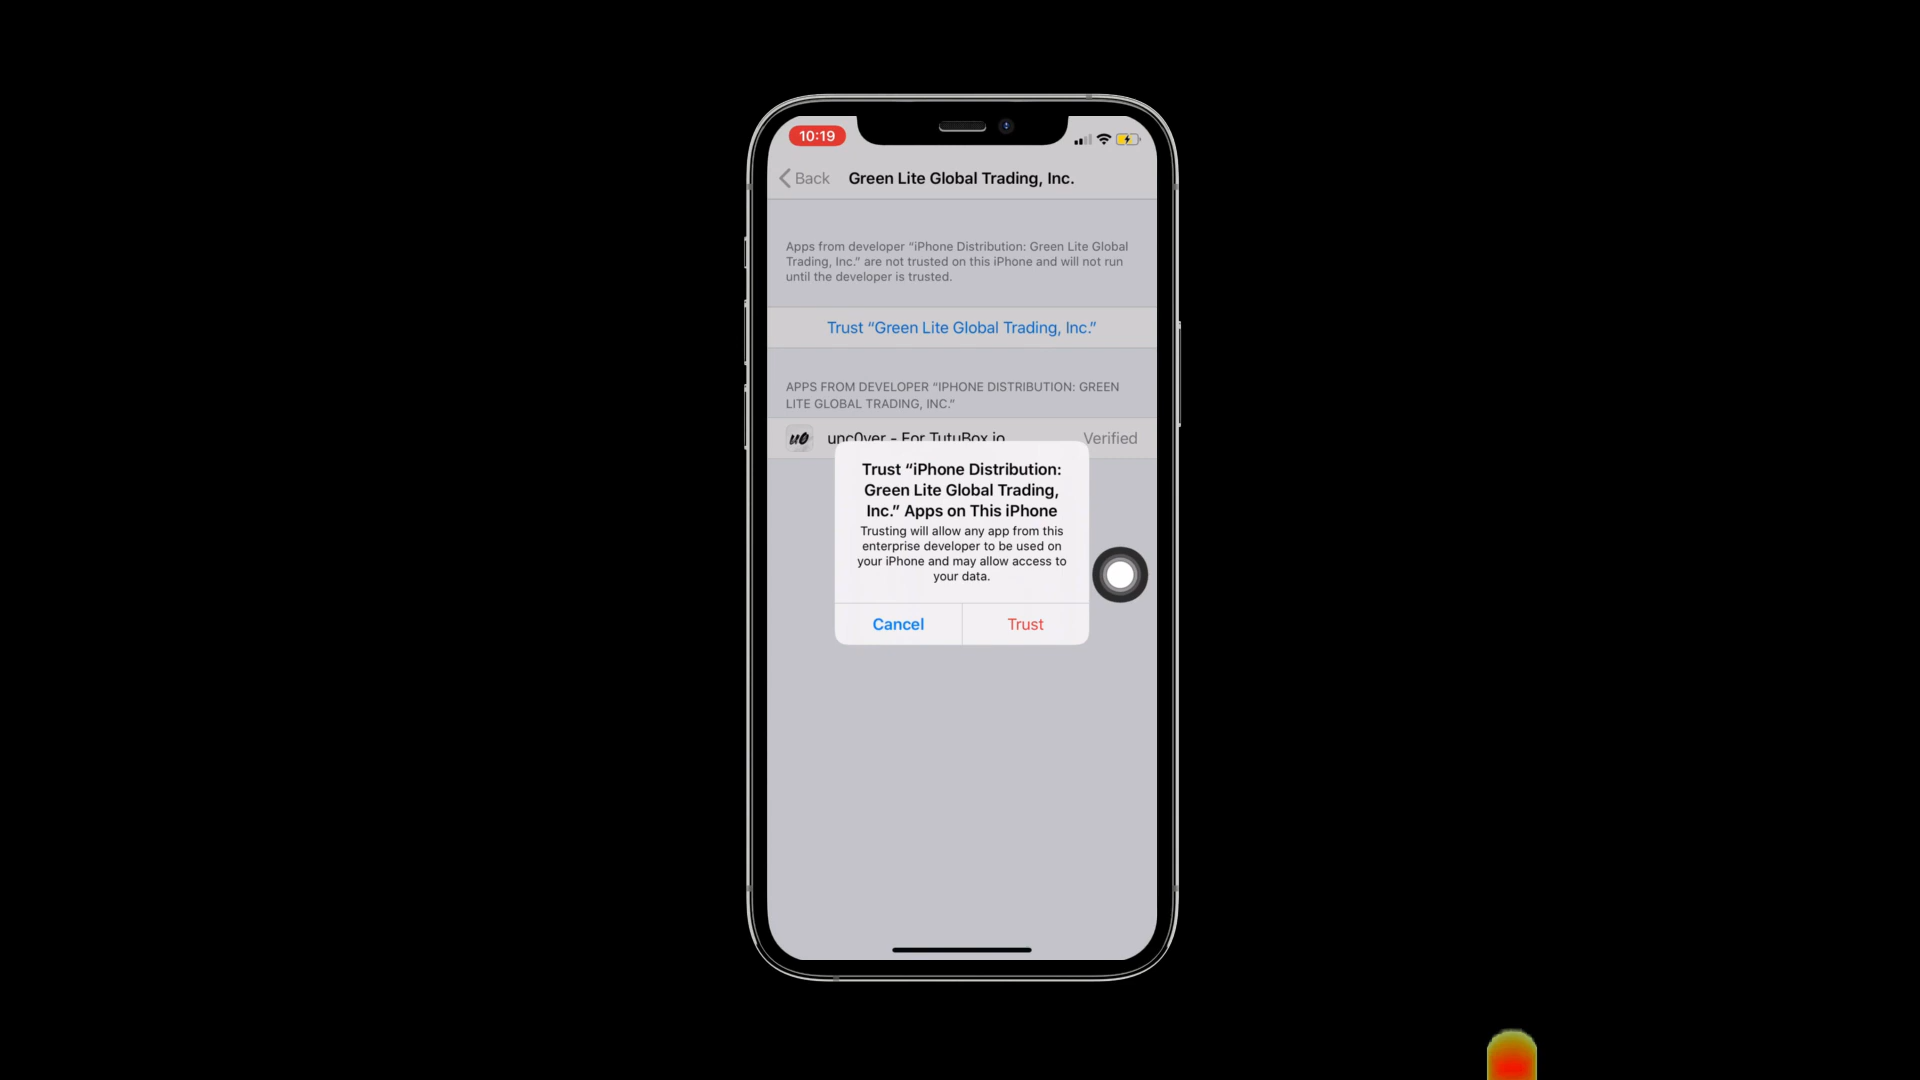 10:19
Back
Green Lite Global Trading, Inc.
Apps from developer “iPhone Distribution: Green Lite Global
Trading, Inc.” are not trusted on this iPhone and will not run
until the developer is trusted.
Trust “Green Lite Global Trading, Inc.”
APPS FROM DEVELOPER “IPHONE DISTRIBUTION: GREEN
LITE GLOBAL TRADING, INC.”
u0
unc0ver - For TutuBox.io
Verified
Trust “iPhone Distribution:
Green Lite Global Trading,
Inc.” Apps on This iPhone
Trusting will allow any app from this
enterprise developer to be used on
your iPhone and may allow access to
your data.
Cancel
Trust